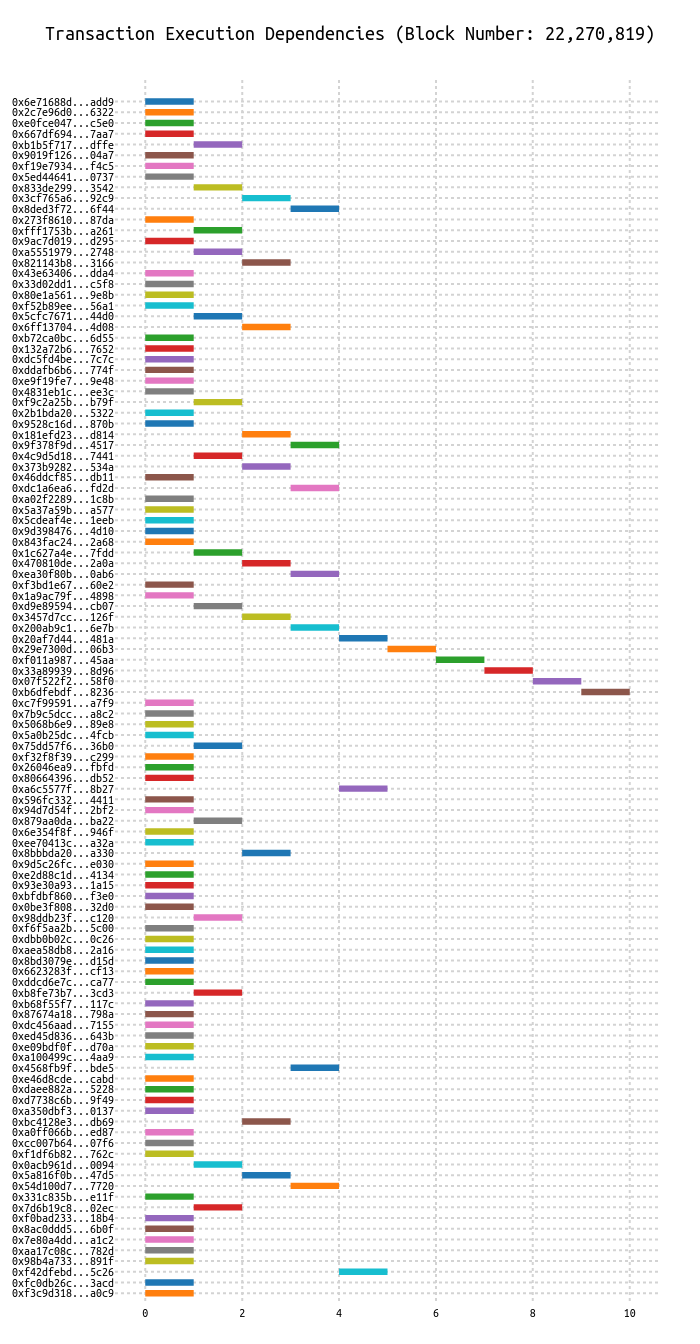 Transaction Execution Dependencies (Block Number: 22,270,819)
0x6e71688d...add9
0x2c7e96d0...6322
0xe0fce047...c5e0
0x667df694...7aa7
0xb1b5f717...dffe
0x9019f126...04a7
0xf19e7934...f4c5
0x5ed44641...0737
0x833de299...3542
0x3cf765a6...92c9
0x8ded3f72...6f44
0x273f8610...87da
0xfff1753b...a261
0x9ac7d019...d295
0xa5551979...2748
0x821143b8...3166
0x43e63406...dda4
0x33d02dd1...c5f8
0x80e1a561...9e8b
0xf52b89ee...56a1
0x5cfc7671...44d0
0x6ff13704...4d08
0xb72ca0bc...6d55
0x132a72b6...7652
0xdc5fd4be...7c7c
0xddafb6b6...774f
0xe9f19fe7...9e48
0x4831eb1c...ee3c
0xf9c2a25b...b79f
0x2b1bda20...5322
0x9528c16d...870b
0x181efd23...d814
0x9f378f9d...4517
0x4c9d5d18...7441
0x373b9282...534a
0x46ddcf85...db11
0xdc1a6ea6...fd2d
0xa02f2289...1c8b
0x5a37a59b...a577
0x5cdeaf4e...1eeb
0x9d398476...4d10
0x843fac24...2a68
0x1c627a4e...7fdd
0x470810de...2a0a
0xea30f80b...0ab6
0xf3bd1e67...60e2
0x1a9ac79f...4898
0xd9e89594...cb07
0x3457d7cc...126f
0x200ab9c1...6e7b
0x20af7d44...481a
0x29e7300d...06b3
0xf011a987...45aa
0x33a89939...8d96
0x07f522f2...58f0
0xb6dfebdf...8236
0xc7f99591...a7f9
0x7b9c5dcc...a8c2
0x5068b6e9...89e8
0x5a0b25dc...4fcb
0x75dd57f6...36b0
0xf32f8f39...c299
0x26046ea9...fbfd
0x80664396...db52
0xa6c5577f...8b27
0x596fc332...4411
0x94d7d54f...2bf2
0x879aa0da...ba22
0x6e354f8f...946f
0xee70413c...a32a
0x8bbbda20...a330
0x9d5c26fc...e030
0xe2d88c1d...4134
0x93e30a93...1a15
0xbfdbf860...f3e0
0x0be3f808...32d0
0x98ddb23f...c120
0xf6f5aa2b...5c00
0xdbb0b02c...0c26
0xaea58db8...2a16
0x8bd3079e...d15d
0x6623283f...cf13
0xddcd6e7c...ca77
0xb8fe73b7...3cd3
0xb68f55f7...117c
0x87674a18...798a
0xdc456aad...7155
0xed45d836...643b
0xe09bdf0f...d70a
0xa100499c...4aa9
0x4568fb9f...bde5
0xe46d8cde...cabd
0xdaee882a...5228
0xd7738c6b...9f49
0xa350dbf3...0137
0xbc4128e3...db69
0xa0ff066b...ed87
0xcc007b64...07f6
0xf1df6b82...762c
0x0acb961d...0094
0x5a816f0b...47d5
0x54d100d7...7720
0x331c835b...e11f
0x7d6b19c8...02ec
0xf0bad233...18b4
0x8ac0ddd5...6b0f
0x7e80a4dd...a1c2
0xaa17c08c...782d
0x98b4a733...891f
0xf42dfebd...5c26
0xfc0db26c...3acd
0xf3c9d318...a0c9
0 2 4 6 8 10